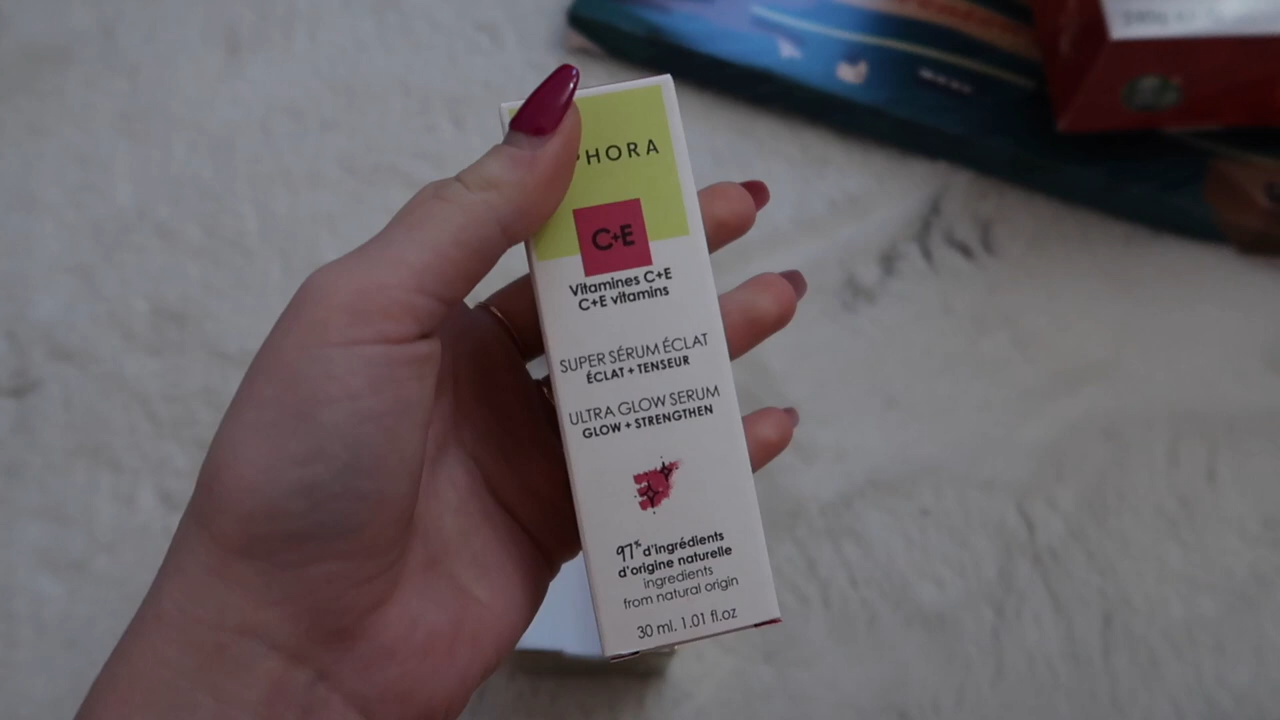 PHORA
C+E
Vitamines C+E
C+E vitamins
SUPER SÉRUM ÉCLAT
ÉCLAT + TENSEUR
ULTRA GLOW SERUM
GLOW + STRENGTHEN
97% d'ingrédients
d'origine naturelle
ingredients
from natural origin
30 ml. 1.01 fl.oz